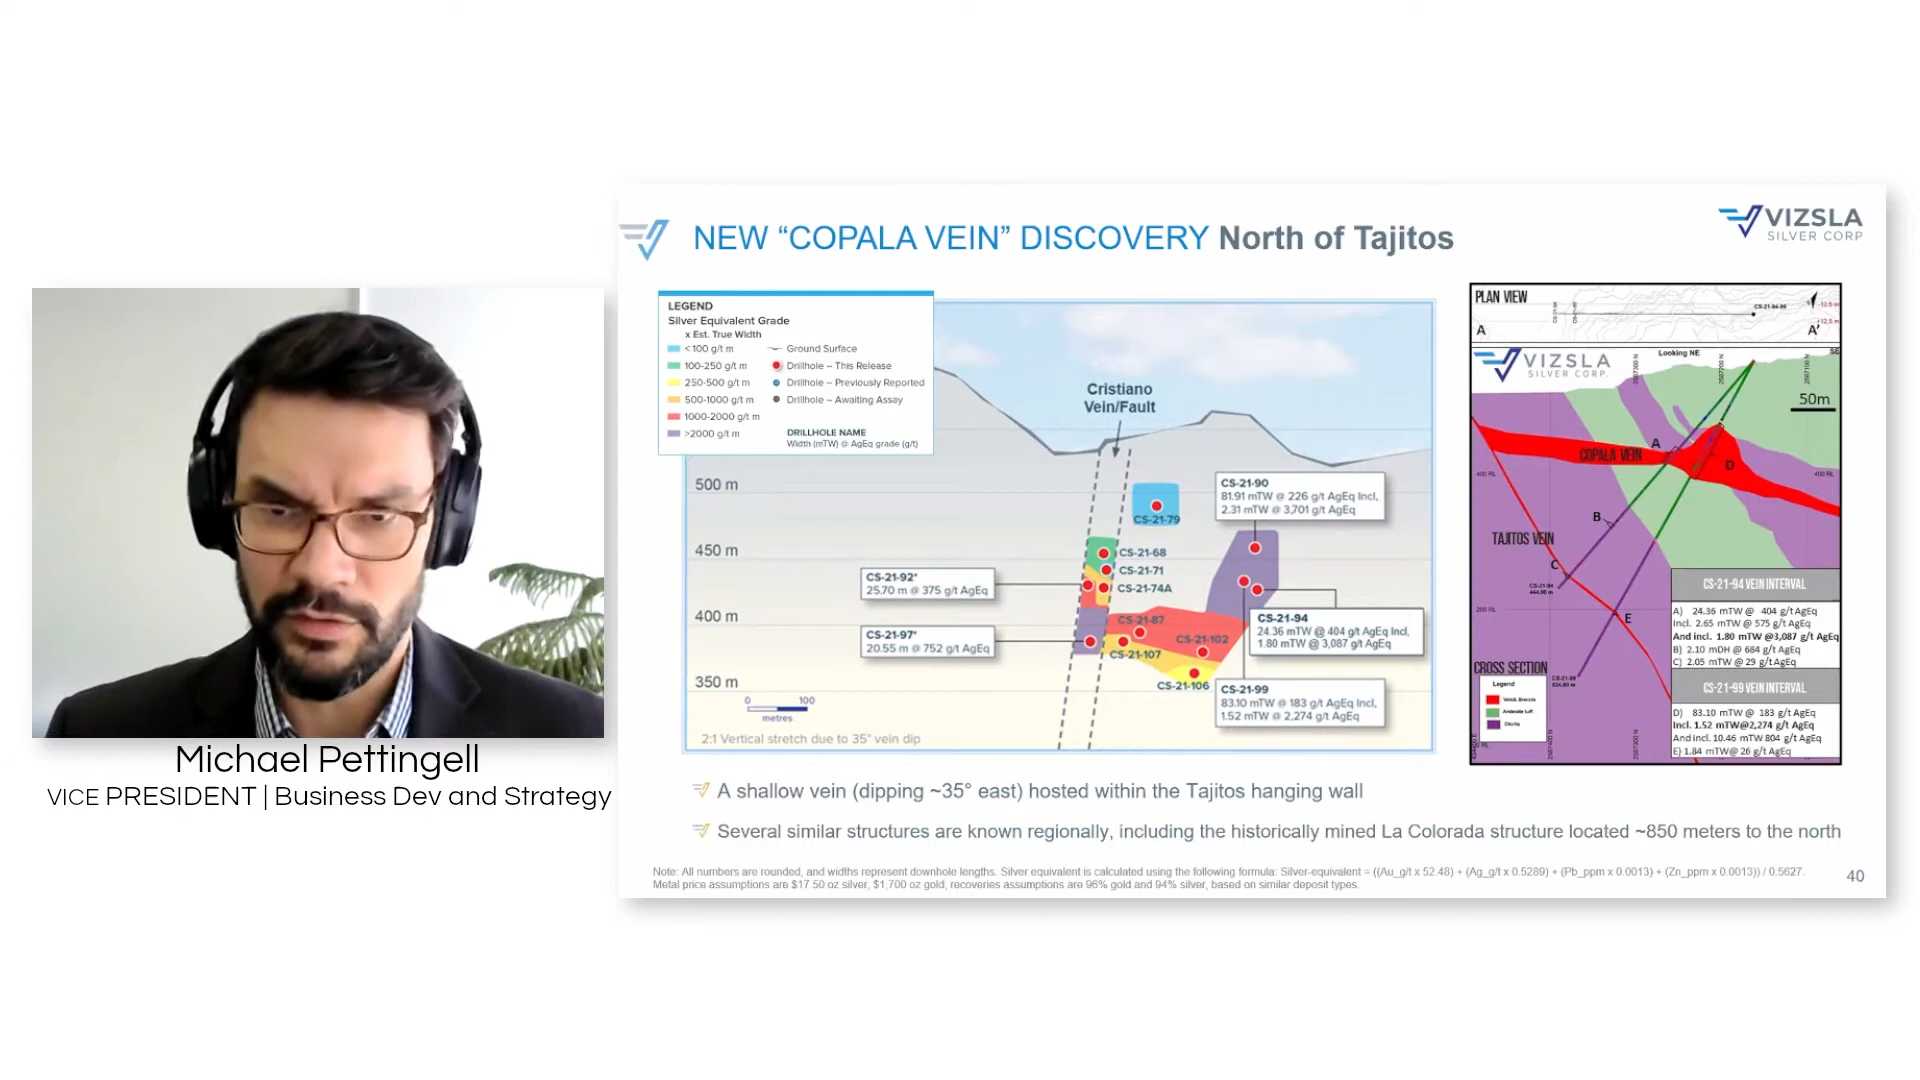 NEW “COPALA VEIN” DISCOVERY North of Tajitos
VIZSLA
SILVER CORP
LEGEND
Silver Equivalent Grade
x Est. True Width
< 100 g/t m
100-250 g/t m
250-500 g/t m
500-1000 g/t m
1000-2000 g/t m
>2000 g/t m
Ground Surface
Drillhole – This Release
Drillhole – Previously Reported
Drillhole – Awaiting Assay
DRILLHOLE NAME
Width (mTW) @ AgEq grade (g/t)
Cristiano
Vein/Fault
500 m
450 m
400 m
350 m
CS-21-79
CS-21-68
CS-21-71
CS-21-74A
CS-21-87
CS-21-102
CS-21-107
CS-21-106
CS-21-90
81.91 mTW @ 226 g/t AgEq Incl,
2.31 mTW @ 3,701 g/t AgEq
CS-21-92*
25.70 m @ 375 g/t AgEq
CS-21-97*
20.55 m @ 752 g/t AgEq
CS-21-94
24.36 mTW @ 404 g/t AgEq Incl,
1.80 mTW @ 3,087 g/t AgEq
CS-21-99
83.10 mTW @ 183 g/t AgEq Incl,
1.52 mTW @ 2,274 g/t AgEq
0 100
metres
2:1 Vertical stretch due to 35° vein dip
PLAN VIEW
A
A'
VIZSLA
SILVER CORP.
Looking NE
50m
A
COPALA VEIN
D
400 RL
400 RL
B
TAJITOS VEIN
C
CS-21-94
E
200 RL
CROSS SECTION
Legend
CS-21-94 VEIN INTERVAL
A) 24.36 mTW @ 404 g/t AgEq
Incl. 2.65 mTW @ 575 g/t AgEq
And incl. 1.80 mTW @3,087 g/t AgEq
B) 2.10 mDH @ 684 g/t AgEq
C) 2.05 mTW @ 29 g/t AgEq
CS-21-99 VEIN INTERVAL
D) 83.10 mTW @ 183 g/t AgEq
Incl. 1.52 mTW@2,274 g/t AgEq
And incl. 10.46 mTW 804 g/t AgEq
E) 1.84 mTW@ 26 g/t AgEq
A shallow vein (dipping ~35° east) hosted within the Tajitos hanging wall
Several similar structures are known regionally, including the historically mined La Colorada structure located ~850 meters to the north
Note: All numbers are rounded, and widths represent downhole lengths. Silver equivalent is calculated using the following formula: Silver-equivalent = ((Au_g/t x 52.48) + (Ag_g/t x 0.5289) + (Pb_ppm x 0.0013) + (Zn_ppm x 0.0013)) / 0.5627.
Metal price assumptions are $17.50 oz silver, $1,700 oz gold, recoveries assumptions are 96% gold and 94% silver, based on similar deposit types.
40
Michael Pettingell
VICE PRESIDENT | Business Dev and Strategy